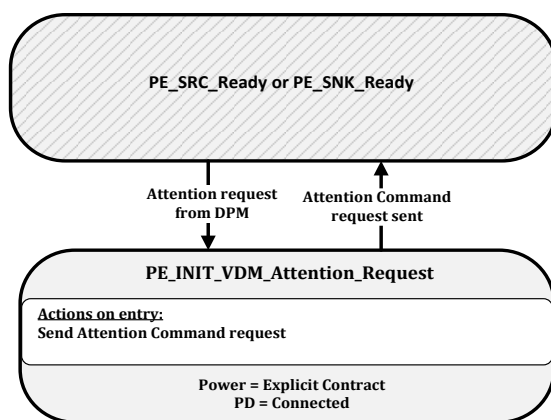 PE_SRC_Ready or PE_SNK_Ready
Attention request
from DPM
Attention Command
request sent
PE_INIT_VDM_Attention_Request
Actions on entry:
Send Attention Command request
Power = Explicit Contract
PD = Connected